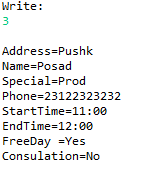 Write:
3

Address=Pushk
Name=Posad
Special=Prod
Phone=23122323232
StartTime=11:00
EndTime=12:00
FreeDay =Yes
Consulation=No